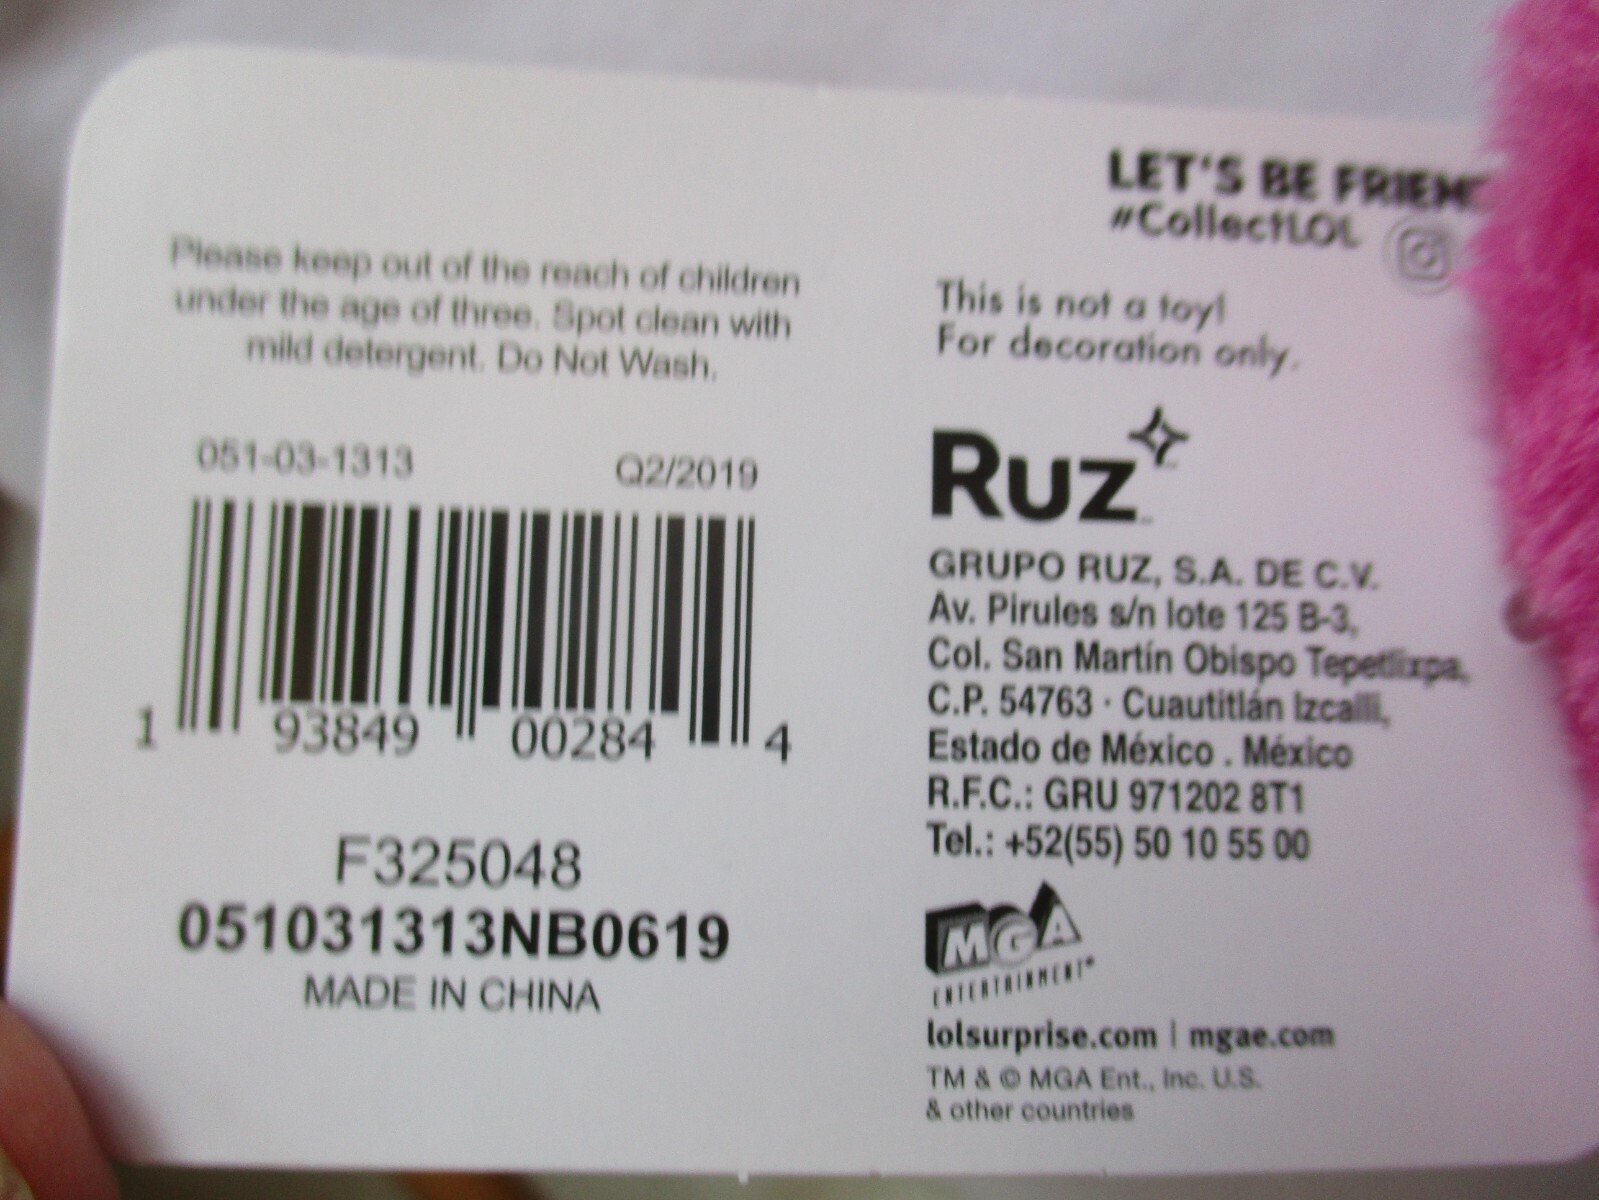 Please keep out of the reach of children
under the age of three. Spot clean with
mild detergent. Do Not Wash.
051-03-1313 Q2/2019
1 93849 00284 4
F325048
051031313NB0619
MADE IN CHINA
LET'S BE FRIEN
#CollectLOL
This is not a toy!
For decoration only.
Ruz
GRUPO RUZ, S.A. DE C.V.
Av. Pirules s/n lote 125 B-3,
Col. San Martín Obispo Tepetlixpa,
C.P. 54763 · Cuautitlán Izcalli,
Estado de México . México
R.F.C.: GRU 971202 8T1
Tel.: +52(55) 50 10 55 00
MGA
ENTERTAINMENT
lolsurprise.com | mgae.com
TM & © MGA Ent., Inc. U.S.
& other countries